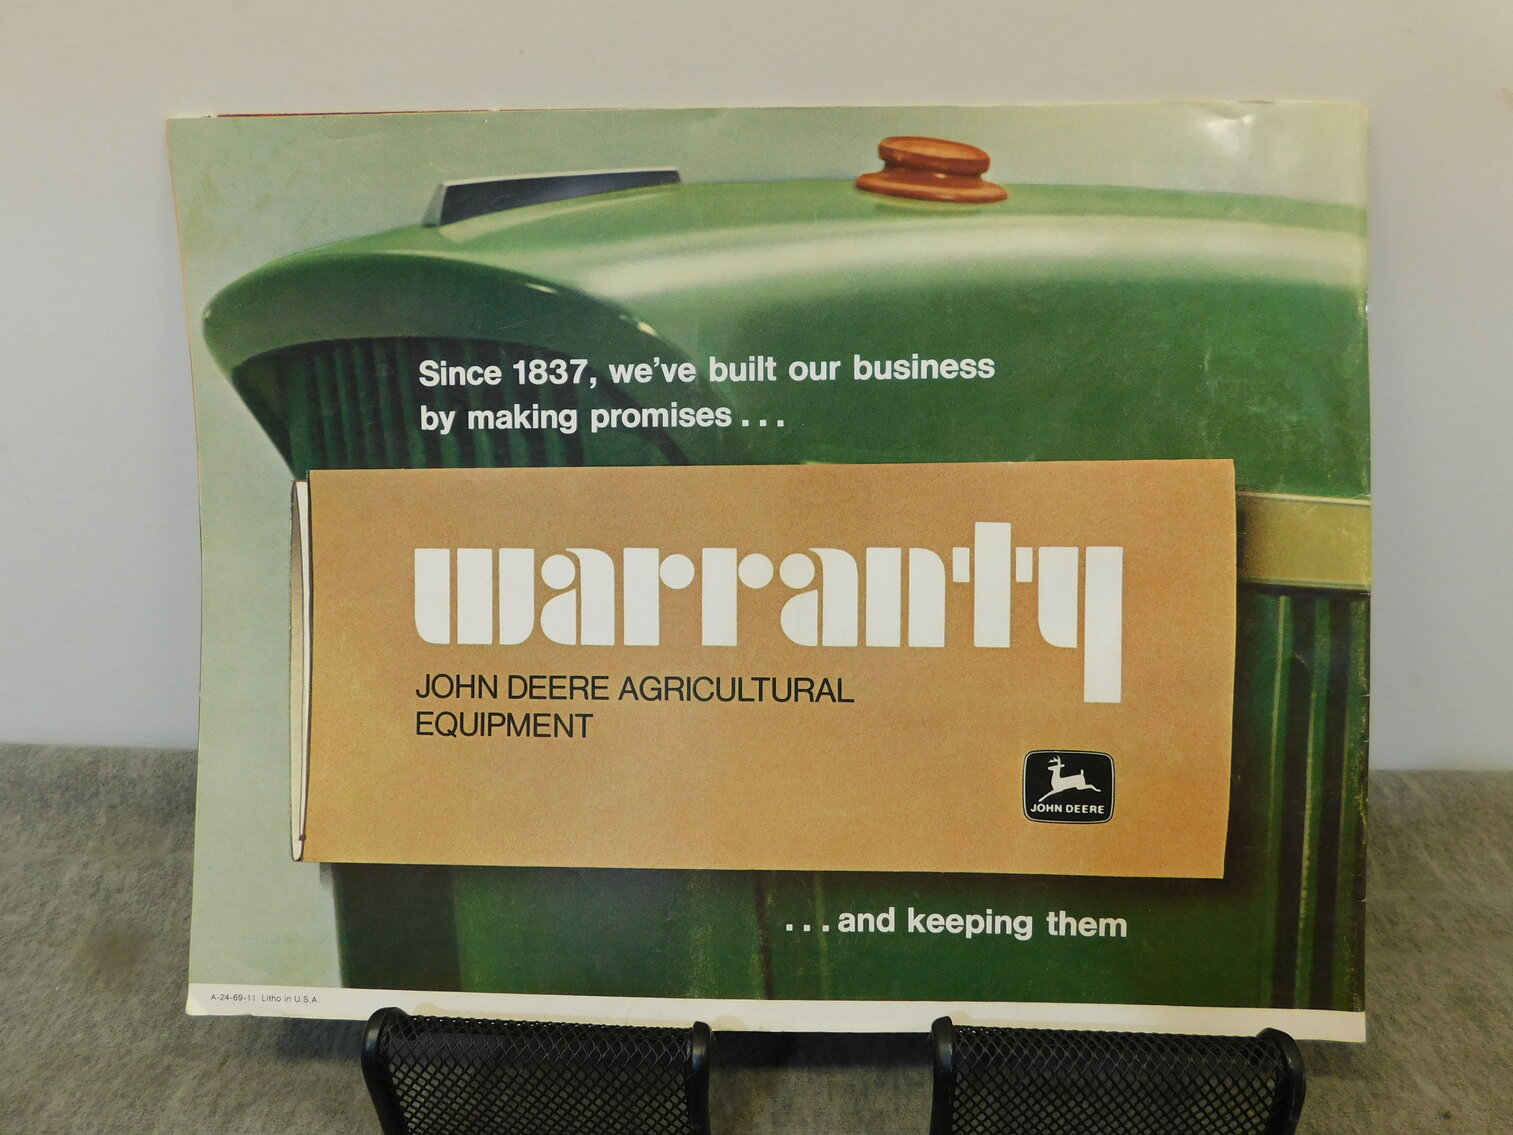 Since 1837, we've built our business
by making promises...
warranty
JOHN DEERE AGRICULTURAL
EQUIPMENT
JOHN DEERE
...and keeping them
A-24-69-11 Litho in U.S.A.